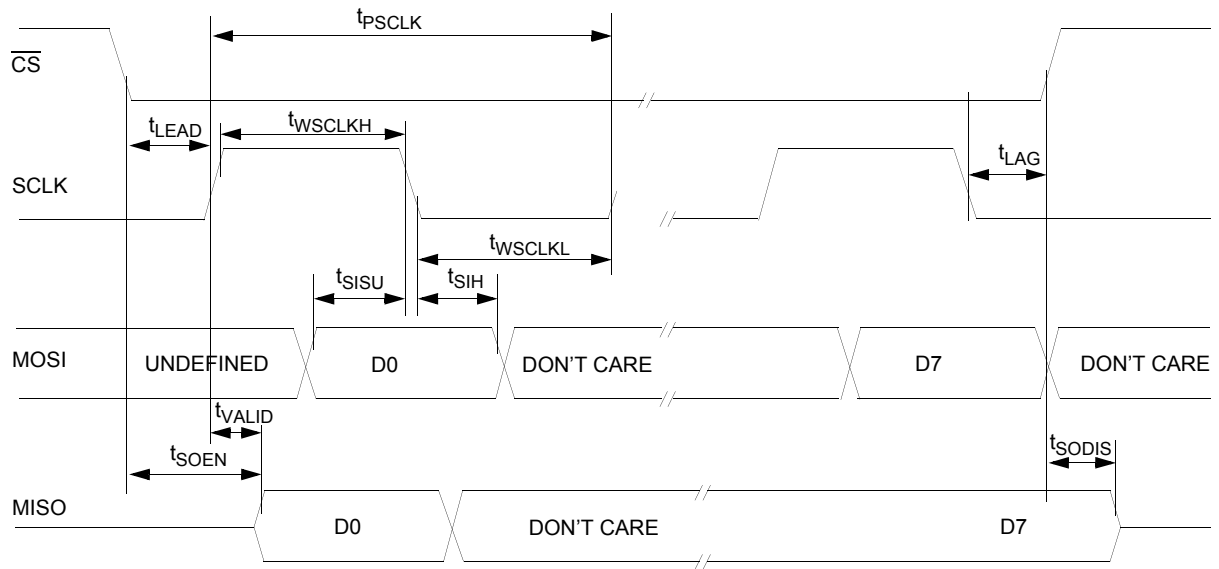 tPSCLK
CS
tLEAD
tWSCLKH
tLAG
SCLK
tWSCLKL
tSISU
tSIH
MOSI
UNDEFINED
D0
DON'T CARE
D7
DON'T CARE
tVALID
tSOEN
tSODIS
MISO
D0
DON'T CARE
D7